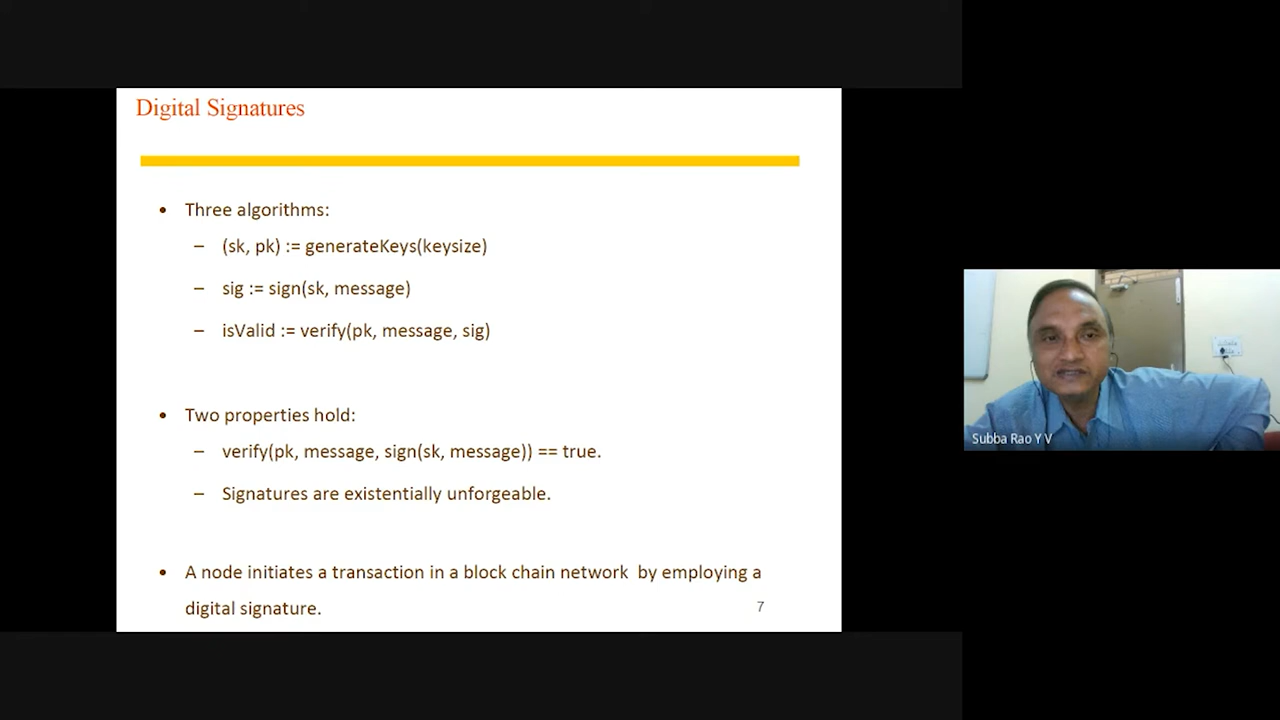 Digital Signatures
• Three algorithms:
– (sk, pk) := generateKeys(keysize)
– sig := sign(sk, message)
– isValid := verify(pk, message, sig)
• Two properties hold:
– verify(pk, message, sign(sk, message)) == true.
– Signatures are existentially unforgeable.
• A node initiates a transaction in a block chain network by employing a
digital signature.
7
Subba Rao Y V